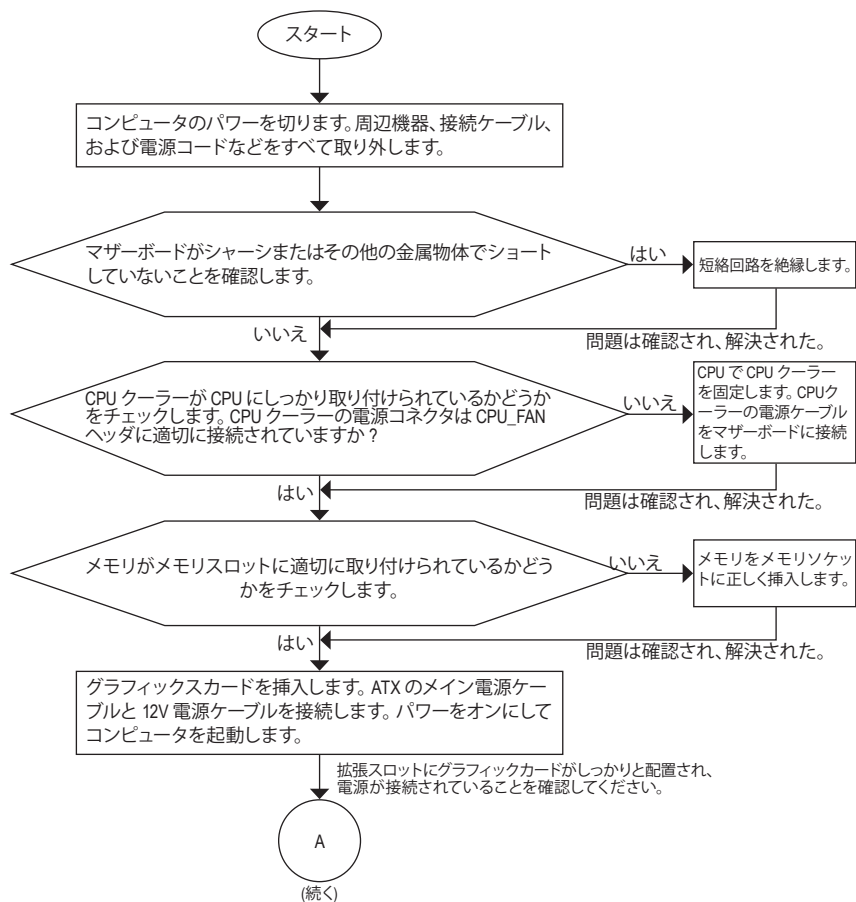 スタート
コンピュータのパワーを切ります。周辺機器、接続ケーブル、
および電源コードなどをすべて取り外します。
マザーボードがシャーシまたはその他の金属物体でショート
していないことを確認します。
はい
短絡回路を絶縁します。
いいえ
問題は確認され、解決された。
CPU クーラーが CPU にしっかり取り付けられているかどうか
をチェックします。CPU クーラーの電源コネクタは CPU_FAN
ヘッダに適切に接続されていますか?
いいえ
CPU で CPU クーラー
を固定します。CPUク
ーラーの電源ケーブル
をマザーボードに接続
します。
はい
問題は確認され、解決された。
メモリがメモリスロットに適切に取り付けられているかどう
かをチェックします。
いいえ
メモリをメモリソケッ
トに正しく挿入します。
はい
問題は確認され、解決された。
グラフィックスカードを挿入します。ATX のメイン電源ケー
ブルと 12V 電源ケーブルを接続します。パワーをオンにして
コンピュータを起動します。
拡張スロットにグラフィックカードがしっかりと配置され、
電源が接続されていることを確認してください。
A
(続く)